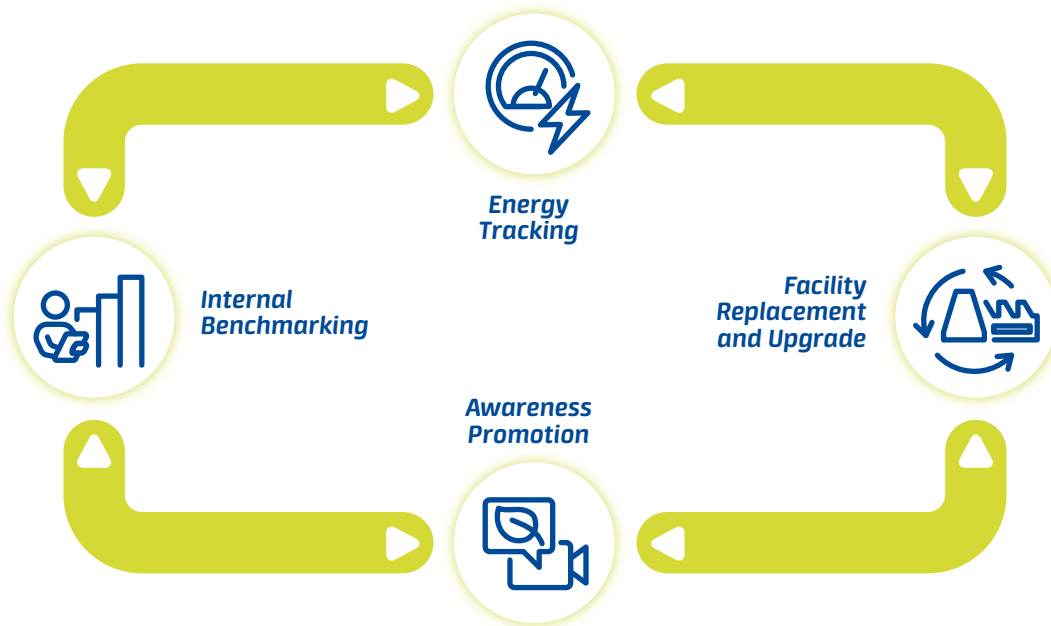 Energy
Tracking
Internal
Benchmarking
Facility
Replacement
and Upgrade
Awareness
Promotion